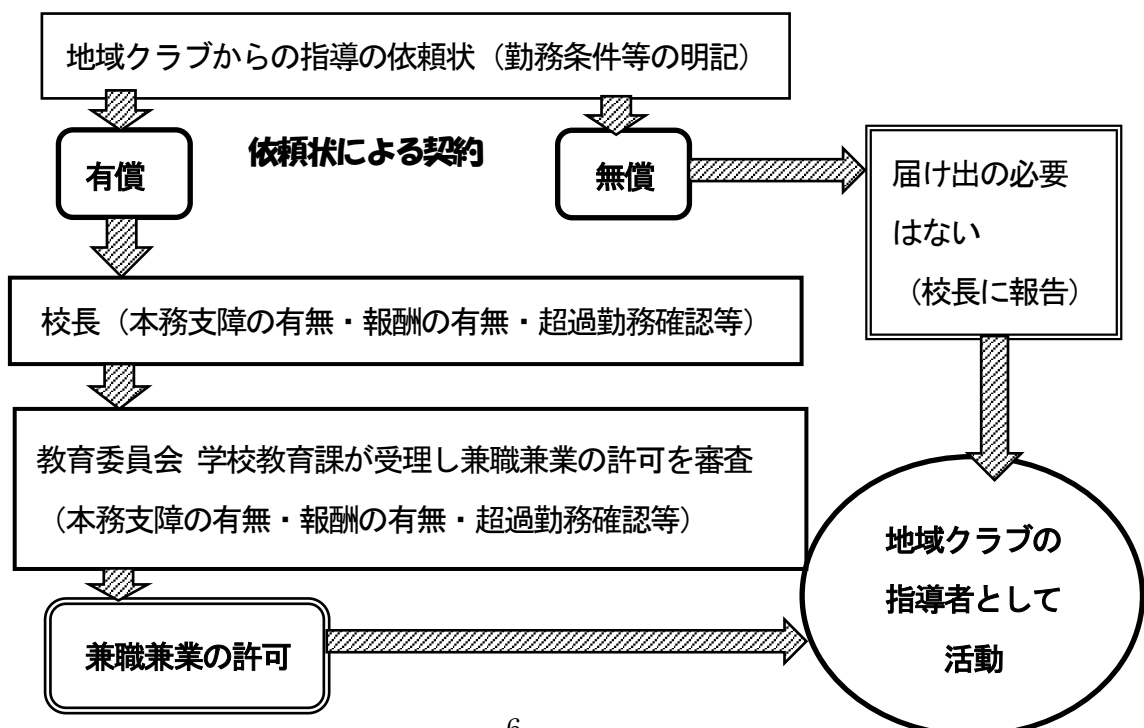 地域クラブからの指導の依頼状（勤務条件等の明記）
有償
依頼状による契約
無償
届け出の必要
はない
（校長に報告）
校長（本務支障の有無・報酬の有無・超過勤務確認等）
教育委員会 学校教育課が受理し兼職兼業の許可を審査
（本務支障の有無・報酬の有無・超過勤務確認等）
兼職兼業の許可
地域クラブの
指導者として
活動
6